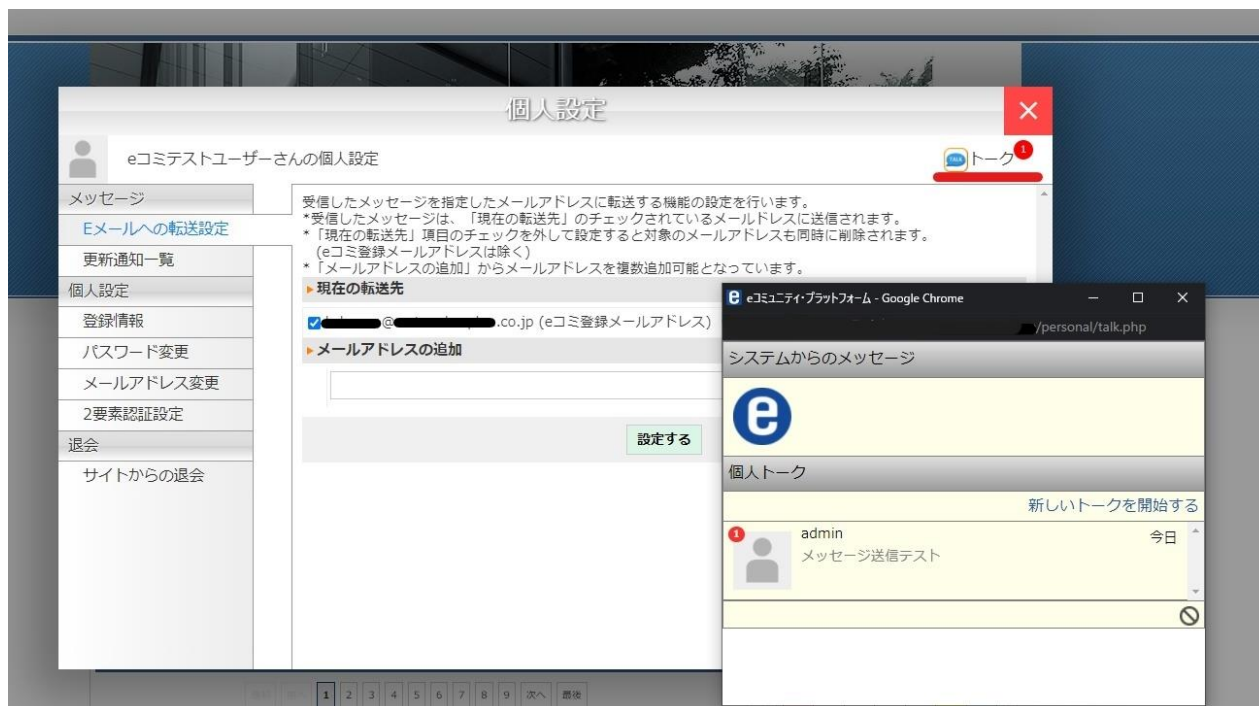 個人設定
×
eコミテストユーザーさんの個人設定
TALK トーク 1
メッセージ
Eメールへの転送設定
更新通知一覧
個人設定
登録情報
パスワード変更
メールアドレス変更
2要素認証設定
退会
サイトからの退会
受信したメッセージを指定したメールアドレスに転送する機能の設定を行います。
*受信したメッセージは、「現在の転送先」のチェックされているメールドレスに送信されます。
*「現在の転送先」項目のチェックを外して設定すると対象のメールアドレスも同時に削除されます。
(eコミ登録メールアドレスは除く)
*「メールアドレスの追加」からメールアドレスを複数追加可能となっています。
現在の転送先
@ .co.jp (eコミ登録メールアドレス)
メールアドレスの追加
設定する
e eコミュニティ・プラットフォーム - Google Chrome
/personal/talk.php
システムからのメッセージ
e
個人トーク
新しいトークを開始する
1 admin 今日
メッセージ送信テスト
1 2 3 4 5 6 7 8 9 次へ 最後